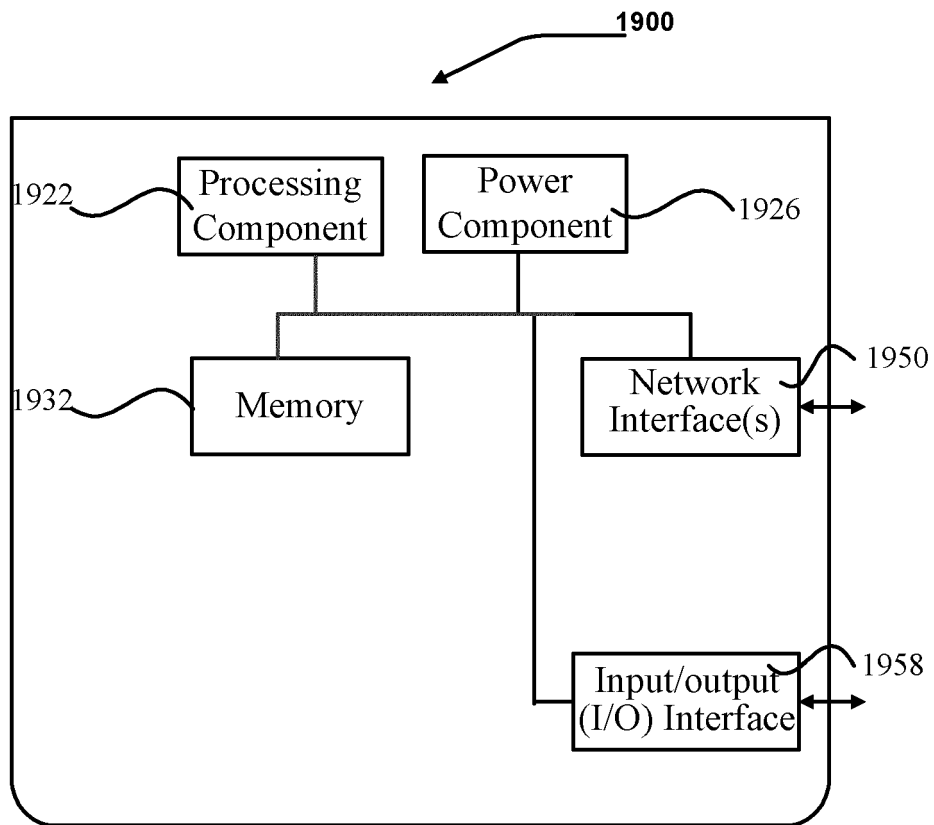 1900
Processing
Component
1922
Power
Component
1926
Memory
1932
Network
Interface(s)
1950
Input/output
(I/O) Interface
1958